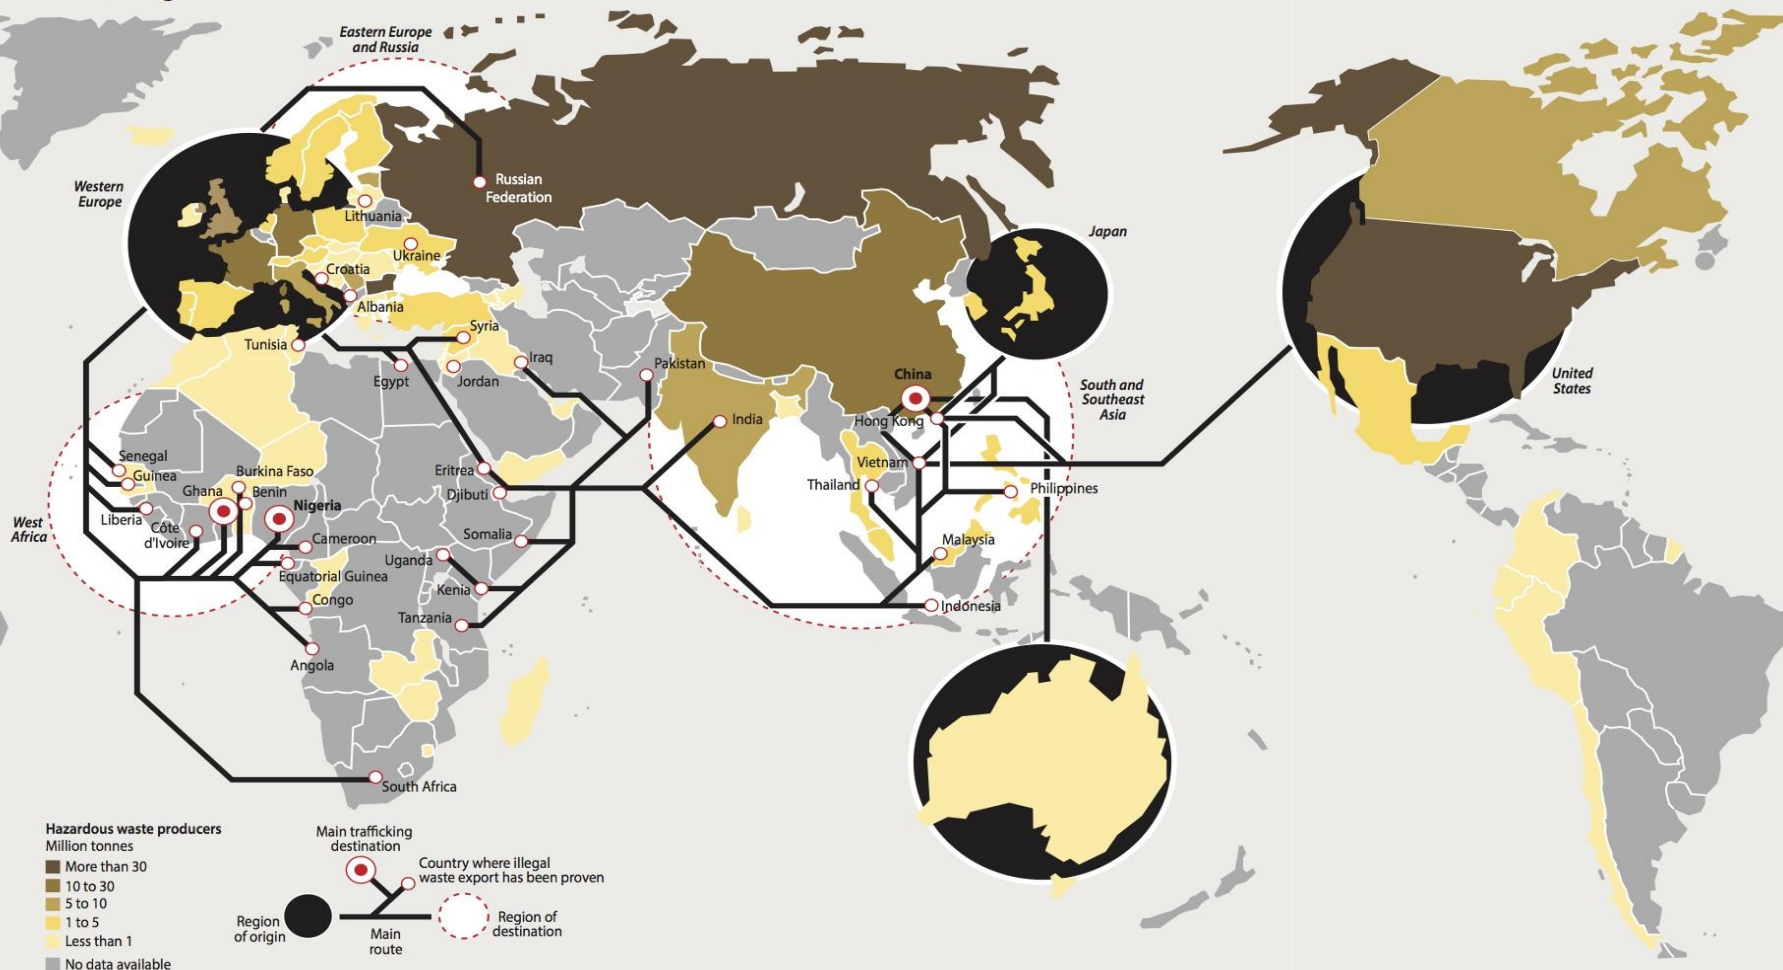 Eastern Europe
and Russia
Western
Europe
Russian
Federation
Lithuania
Ukraine
Croatia
Albania
Japan
Tunisia
Syria
Egypt
Jordan
Iraq
Pakistan
China
South and
Southeast
Asia
United
States
India
Hong Kong
Senegal
Guinea
Burkina Faso
Ghana
Benin
Nigeria
Eritrea
Djibouti
Vietnam
Thailand
Philippines
West
Africa
Liberia
Côte
d'Ivoire
Cameroon
Somalia
Malaysia
Uganda
Equatorial Guinea
Kenia
Congo
Indonesia
Tanzania
Angola
South Africa
Hazardous waste producers
Million tonnes
More than 30
10 to 30
5 to 10
1 to 5
Less than 1
No data available
Main trafficking
destination
Country where illegal
waste export has been proven
Region
of origin
Main
route
Region of
destination